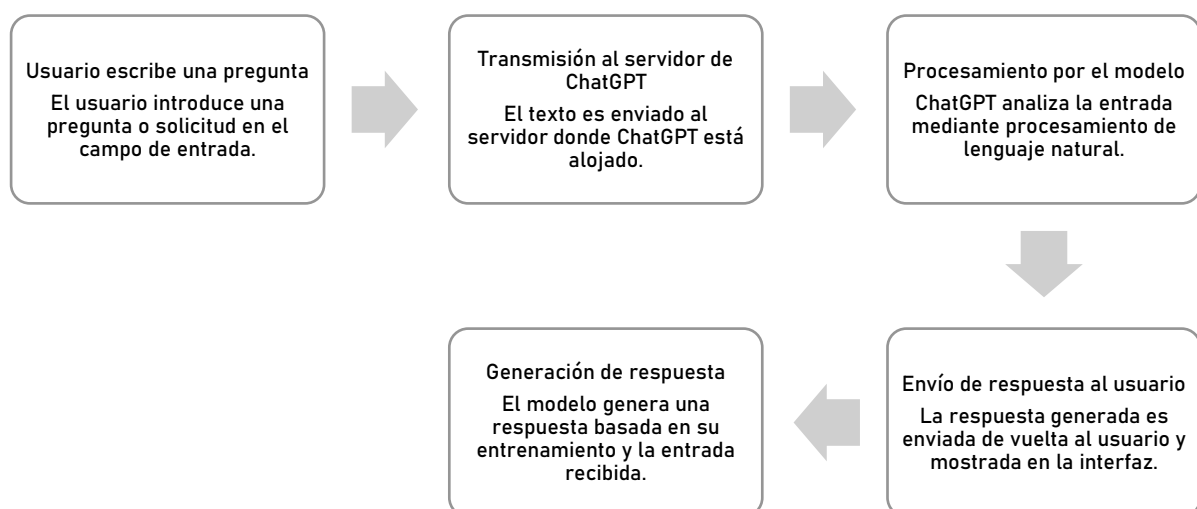 Usuario escribe una pregunta
El usuario introduce una
pregunta o solicitud en el
campo de entrada.
Transmisión al servidor de
ChatGPT
El texto es enviado al
servidor donde ChatGPT está
alojado.
Procesamiento por el modelo
ChatGPT analiza la entrada
mediante procesamiento de
lenguaje natural.
Envío de respuesta al usuario
La respuesta generada es
enviada de vuelta al usuario y
mostrada en la interfaz.
Generación de respuesta
El modelo genera una
respuesta basada en su
entrenamiento y la entrada
recibida.